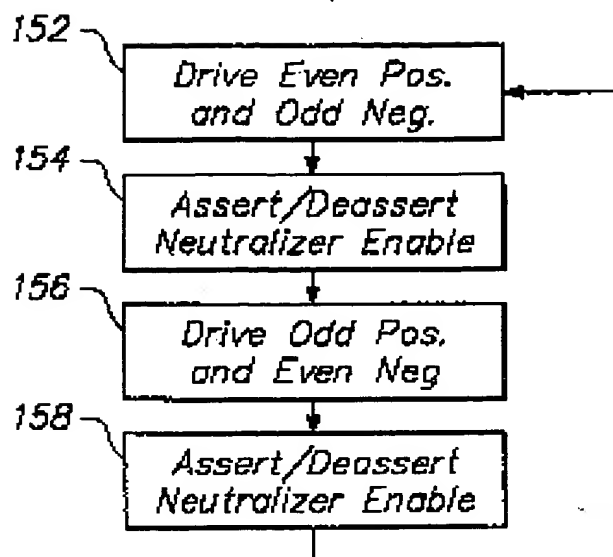 152
Drive Even Pos.
and Odd Neg.
154
Assert/Deassert
Neutralizer Enable
156
Drive Odd Pos.
and Even Neg
158
Assert/Deassert
Neutralizer Enable